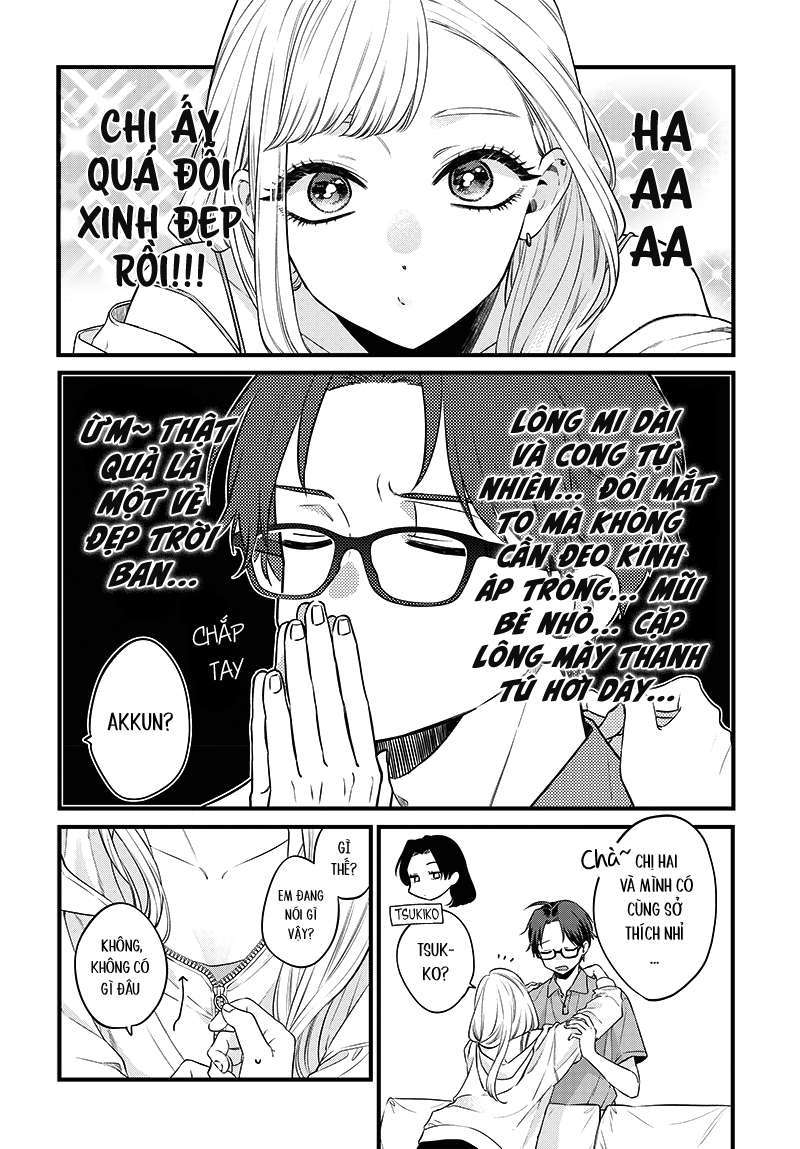 HA
AA
AA
CHỊ ẤY
QUÁ ĐỖI
XINH ĐẸP
RỒI!!!
LÔNG MI DÀI
VÀ CONG TỰ
NHIÊN... ĐÔI MẮT
TO MÀ KHÔNG
CẦN ĐEO KÍNH
ÁP TRÒNG... MŨI
BÉ NHỎ... CẶP
LÔNG MÀY THANH
TÚ HƠI DÀY...
ỪM~ THẬT
QUẢ LÀ
MỘT VẺ
ĐẸP TRỜI
BAN...
CHẮP
TAY
AKKUN?
Chà~
CHỊ HAI
VÀ MÌNH CÓ
CÙNG SỞ
THÍCH NHỈ
...
TSUKIKO
TSUK-
KO?
GÌ
THẾ?
EM ĐANG
NÓI GÌ
VẬY?
KHÔNG,
KHÔNG CÓ
GÌ ĐÂU